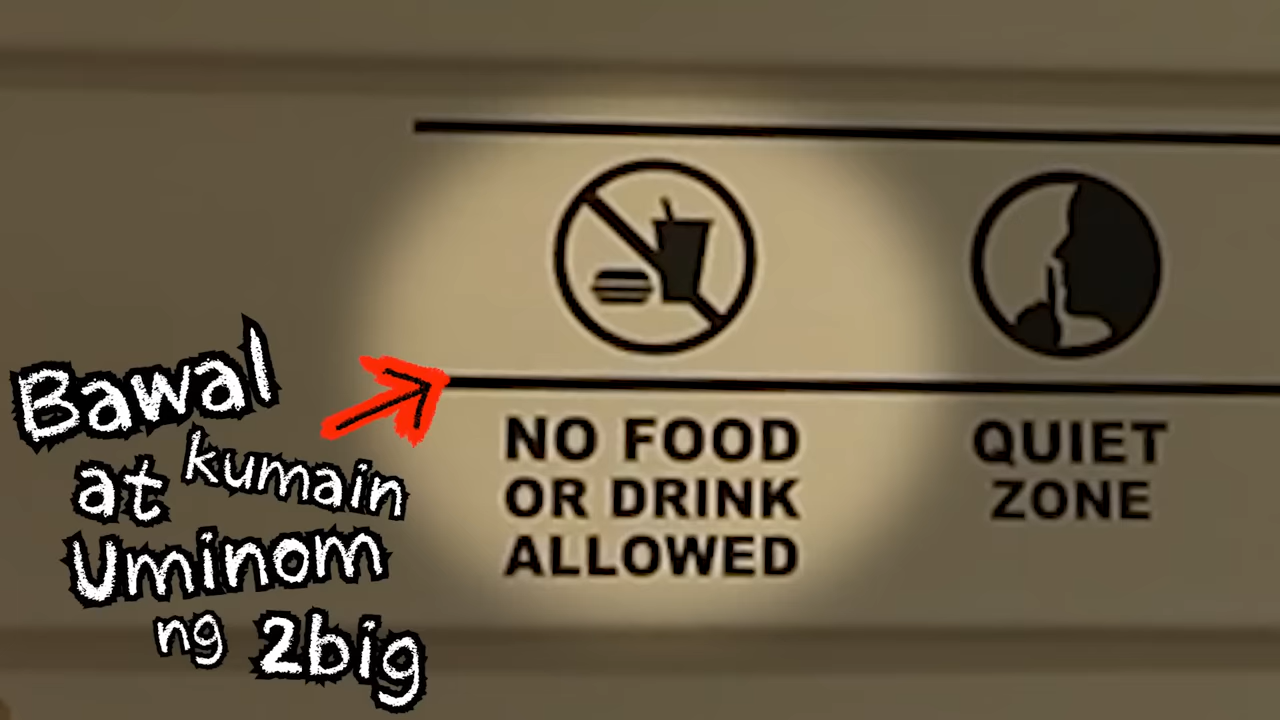 Bawal
at kumain
Uminom
ng 2big
NO FOOD
OR DRINK
ALLOWED
QUIET
ZONE